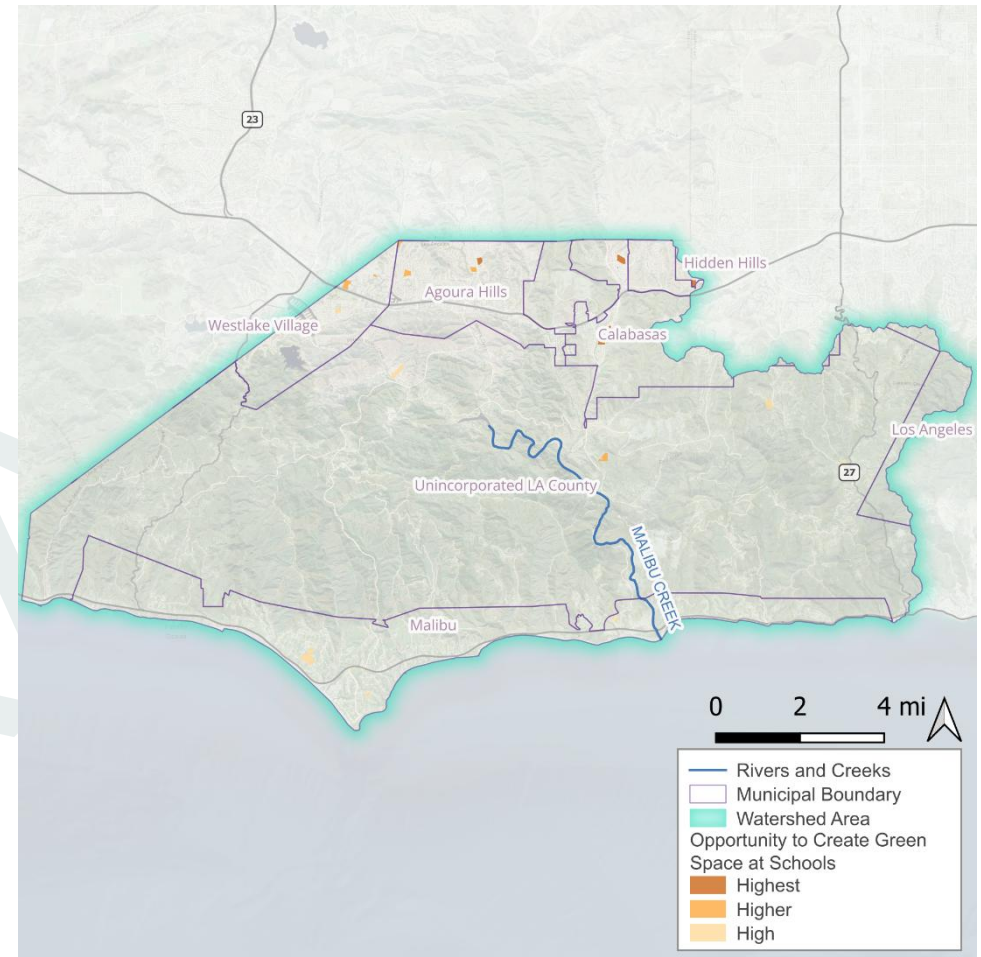 23
Hidden Hills
Agoura Hills
Westlake Village
Calabasas
Los Angeles
27
Unincorporated LA County
MALIBU CREEK
Malibu
0 2 4 mi
Rivers and Creeks
Municipal Boundary
Watershed Area
Opportunity to Create Green
Space at Schools
Highest
Higher
High